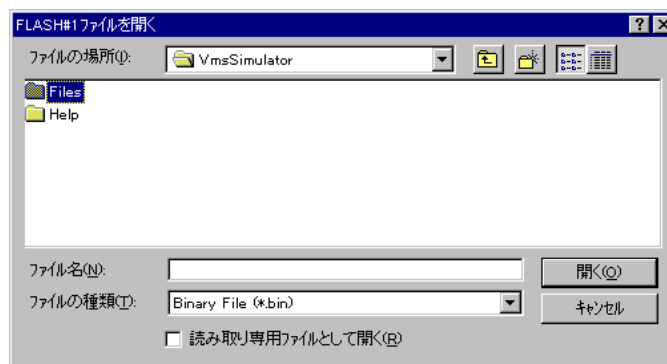 FLASH#1ファイルを開く
ファイルの場所(I): VmsSimulator
Files
Help
ファイル名(N): 開く(O)
ファイルの種類(T): Binary File (*.bin) キャンセル
読み取り専用ファイルとして開く(R)